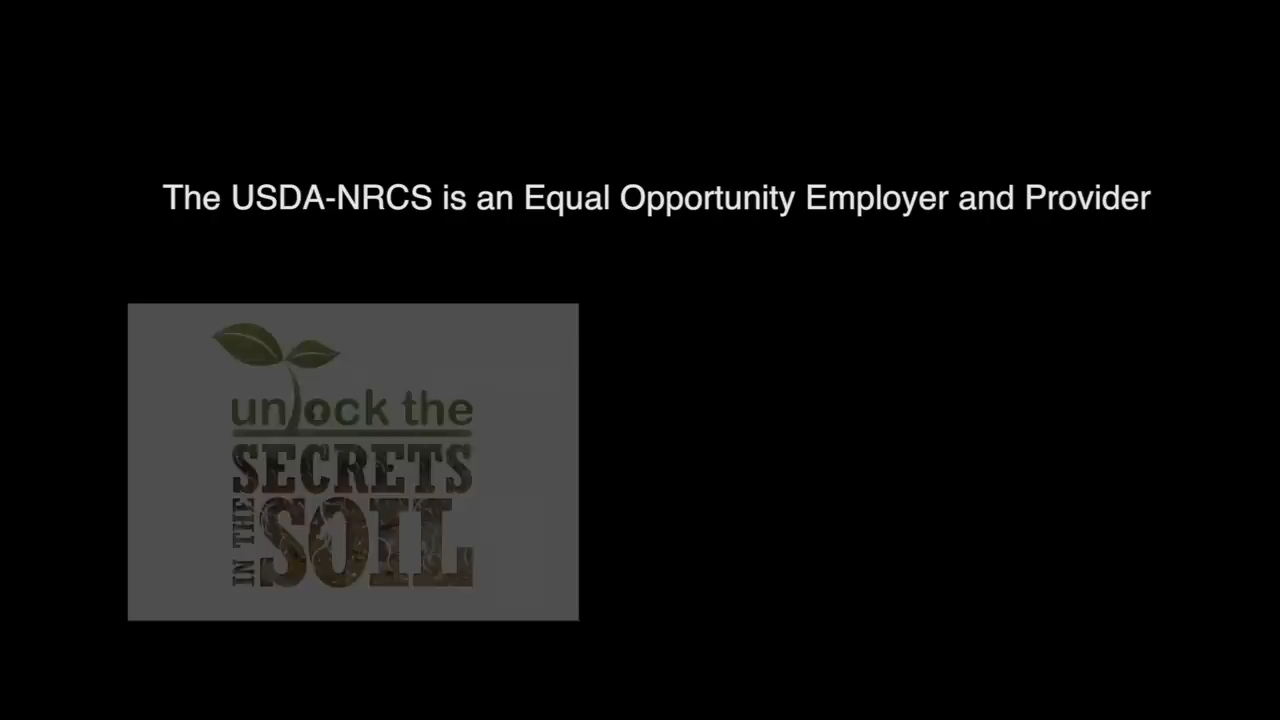 The USDA-NRCS is an Equal Opportunity Employer and Provider
unlock the
SECRETS
IN THE
SOIL